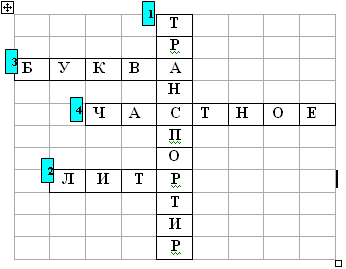 1 Т
Р
3 Б У К В А
Н
4 Ч А С Т Н О Е
П
О
2 Л И Т Р
Т
И
Р